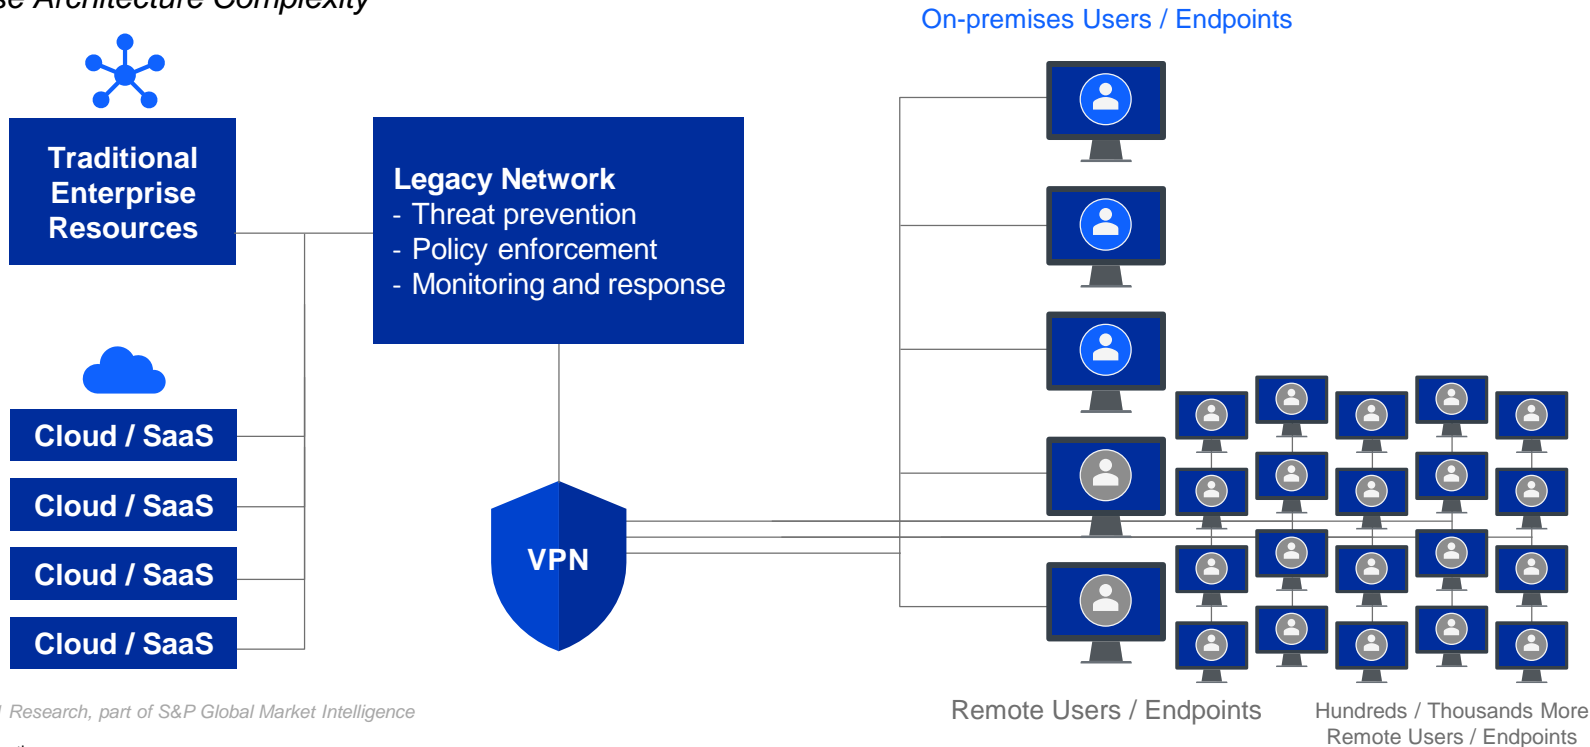 Architecture Complexity
On-premises Users / Endpoints
Traditional
Enterprise
Resources
Legacy Network
- Threat prevention
- Policy enforcement
- Monitoring and response
Cloud / SaaS
Cloud / SaaS
Cloud / SaaS
Cloud / SaaS
VPN
Research, part of S&P Global Market Intelligence
Remote Users / Endpoints
Hundreds / Thousands More
Remote Users / Endpoints